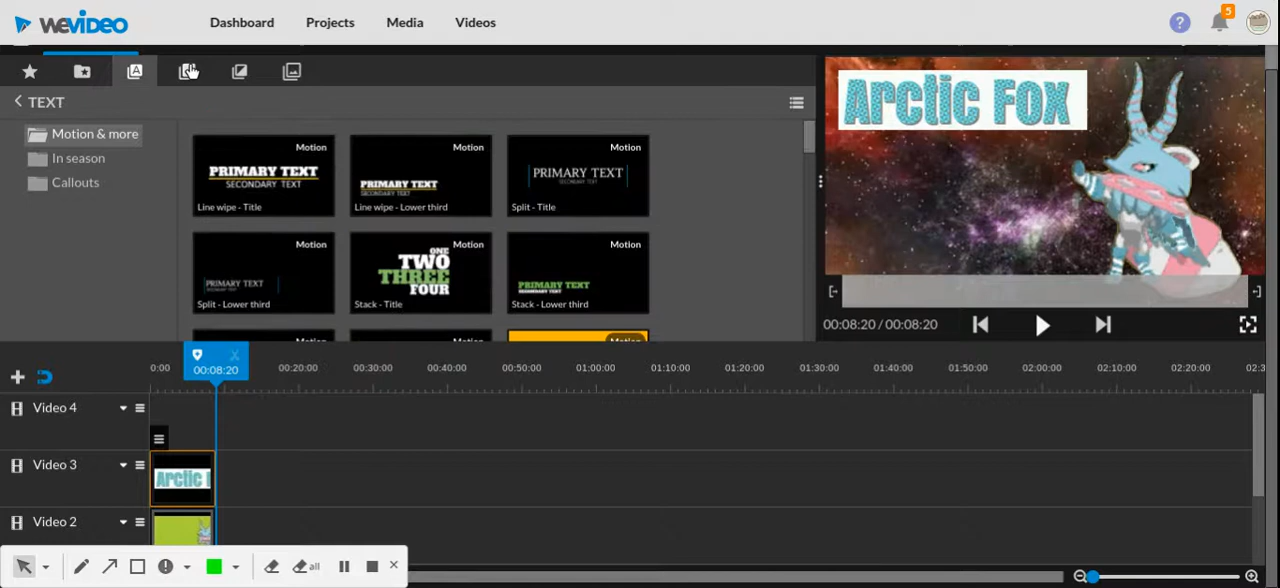 wevideo Dashboard Projects Media Videos ? 5
TEXT
Motion & more
In season
Callouts
Motion
PRIMARY TEXT
SECONDARY TEXT
Line wipe - Title
Motion
PRIMARY TEXT
SECONDARY TEXT
Line wipe - Lower third
Motion
PRIMARY TEXT
SECONDARY TEXT
Split - Title
Motion
PRIMARY TEXT
Split - Lower third
Motion
ONE
TWO
THREE
FOUR
Stack - Title
Motion
PRIMARY TEXT
SECONDARY TEXT
Stack - Lower third
Motion
Arctic Fox
00:08:20 / 00:08:20
00:08:20
0:00 00:20:00 00:30:00 00:40:00 00:50:00 01:00:00 01:10:00 01:20:00 01:30:00 01:40:00 01:50:00 02:00:00 02:10:00 02:20:00 02:3
Video 4
Video 3
Arctic F
Video 2
all